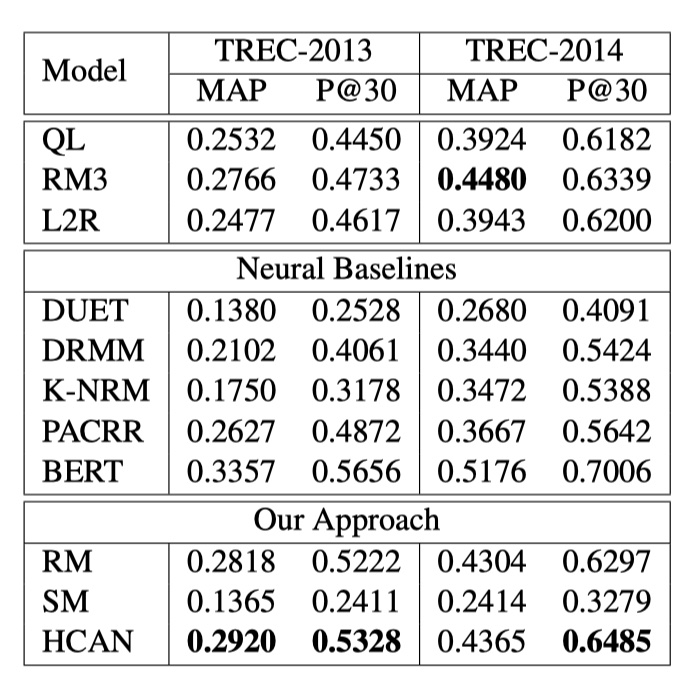 Model TREC-2013 TREC-2014
MAP P@30 MAP P@30
QL 0.2532 0.4450 0.3924 0.6182
RM3 0.2766 0.4733 0.4480 0.6339
L2R 0.2477 0.4617 0.3943 0.6200
Neural Baselines
DUET 0.1380 0.2528 0.2680 0.4091
DRMM 0.2102 0.4061 0.3440 0.5424
K-NRM 0.1750 0.3178 0.3472 0.5388
PACRR 0.2627 0.4872 0.3667 0.5642
BERT 0.3357 0.5656 0.5176 0.7006
Our Approach
RM 0.2818 0.5222 0.4304 0.6297
SM 0.1365 0.2411 0.2414 0.3279
HCAN 0.2920 0.5328 0.4365 0.6485